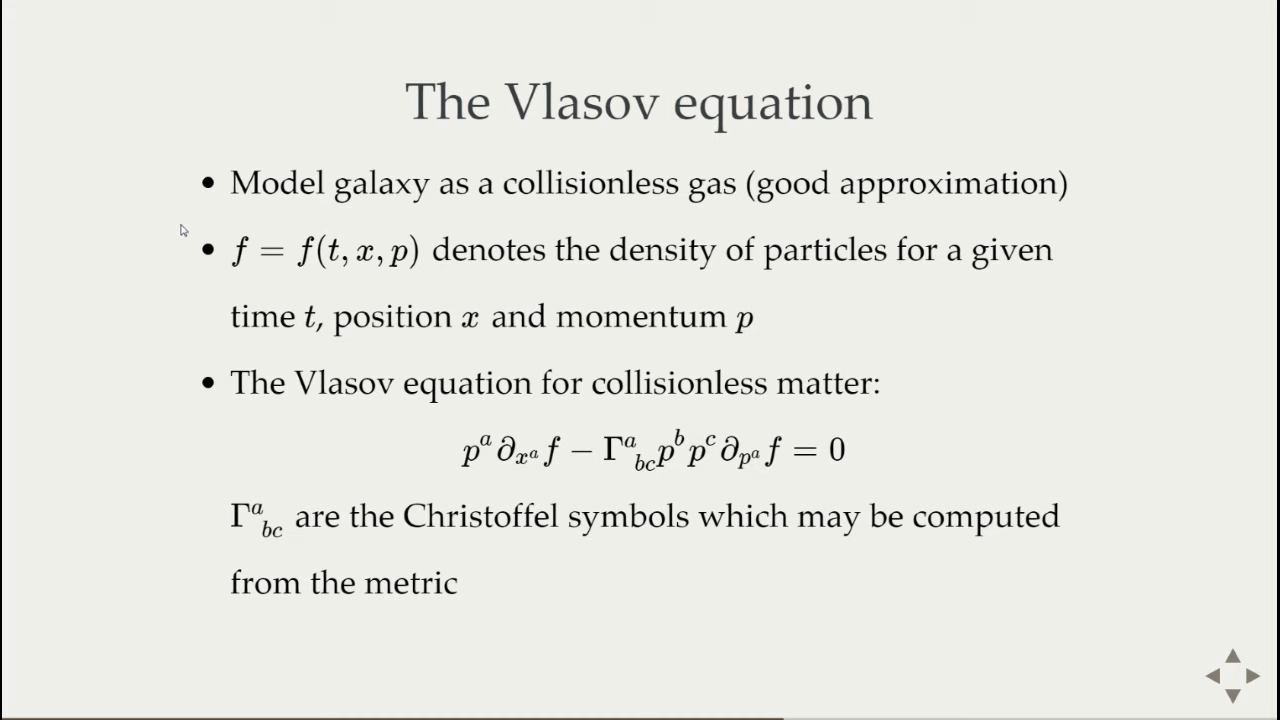 The Vlasov equation
• Model galaxy as a collisionless gas (good approximation)
• f = f(t, x, p) denotes the density of particles for a given
time t, position x and momentum p
• The Vlasov equation for collisionless matter:
p^a ∂_{x^a} f − Γ^a_{bc} p^b p^c ∂_{p^a} f = 0
Γ^a_{bc} are the Christoffel symbols which may be computed
from the metric